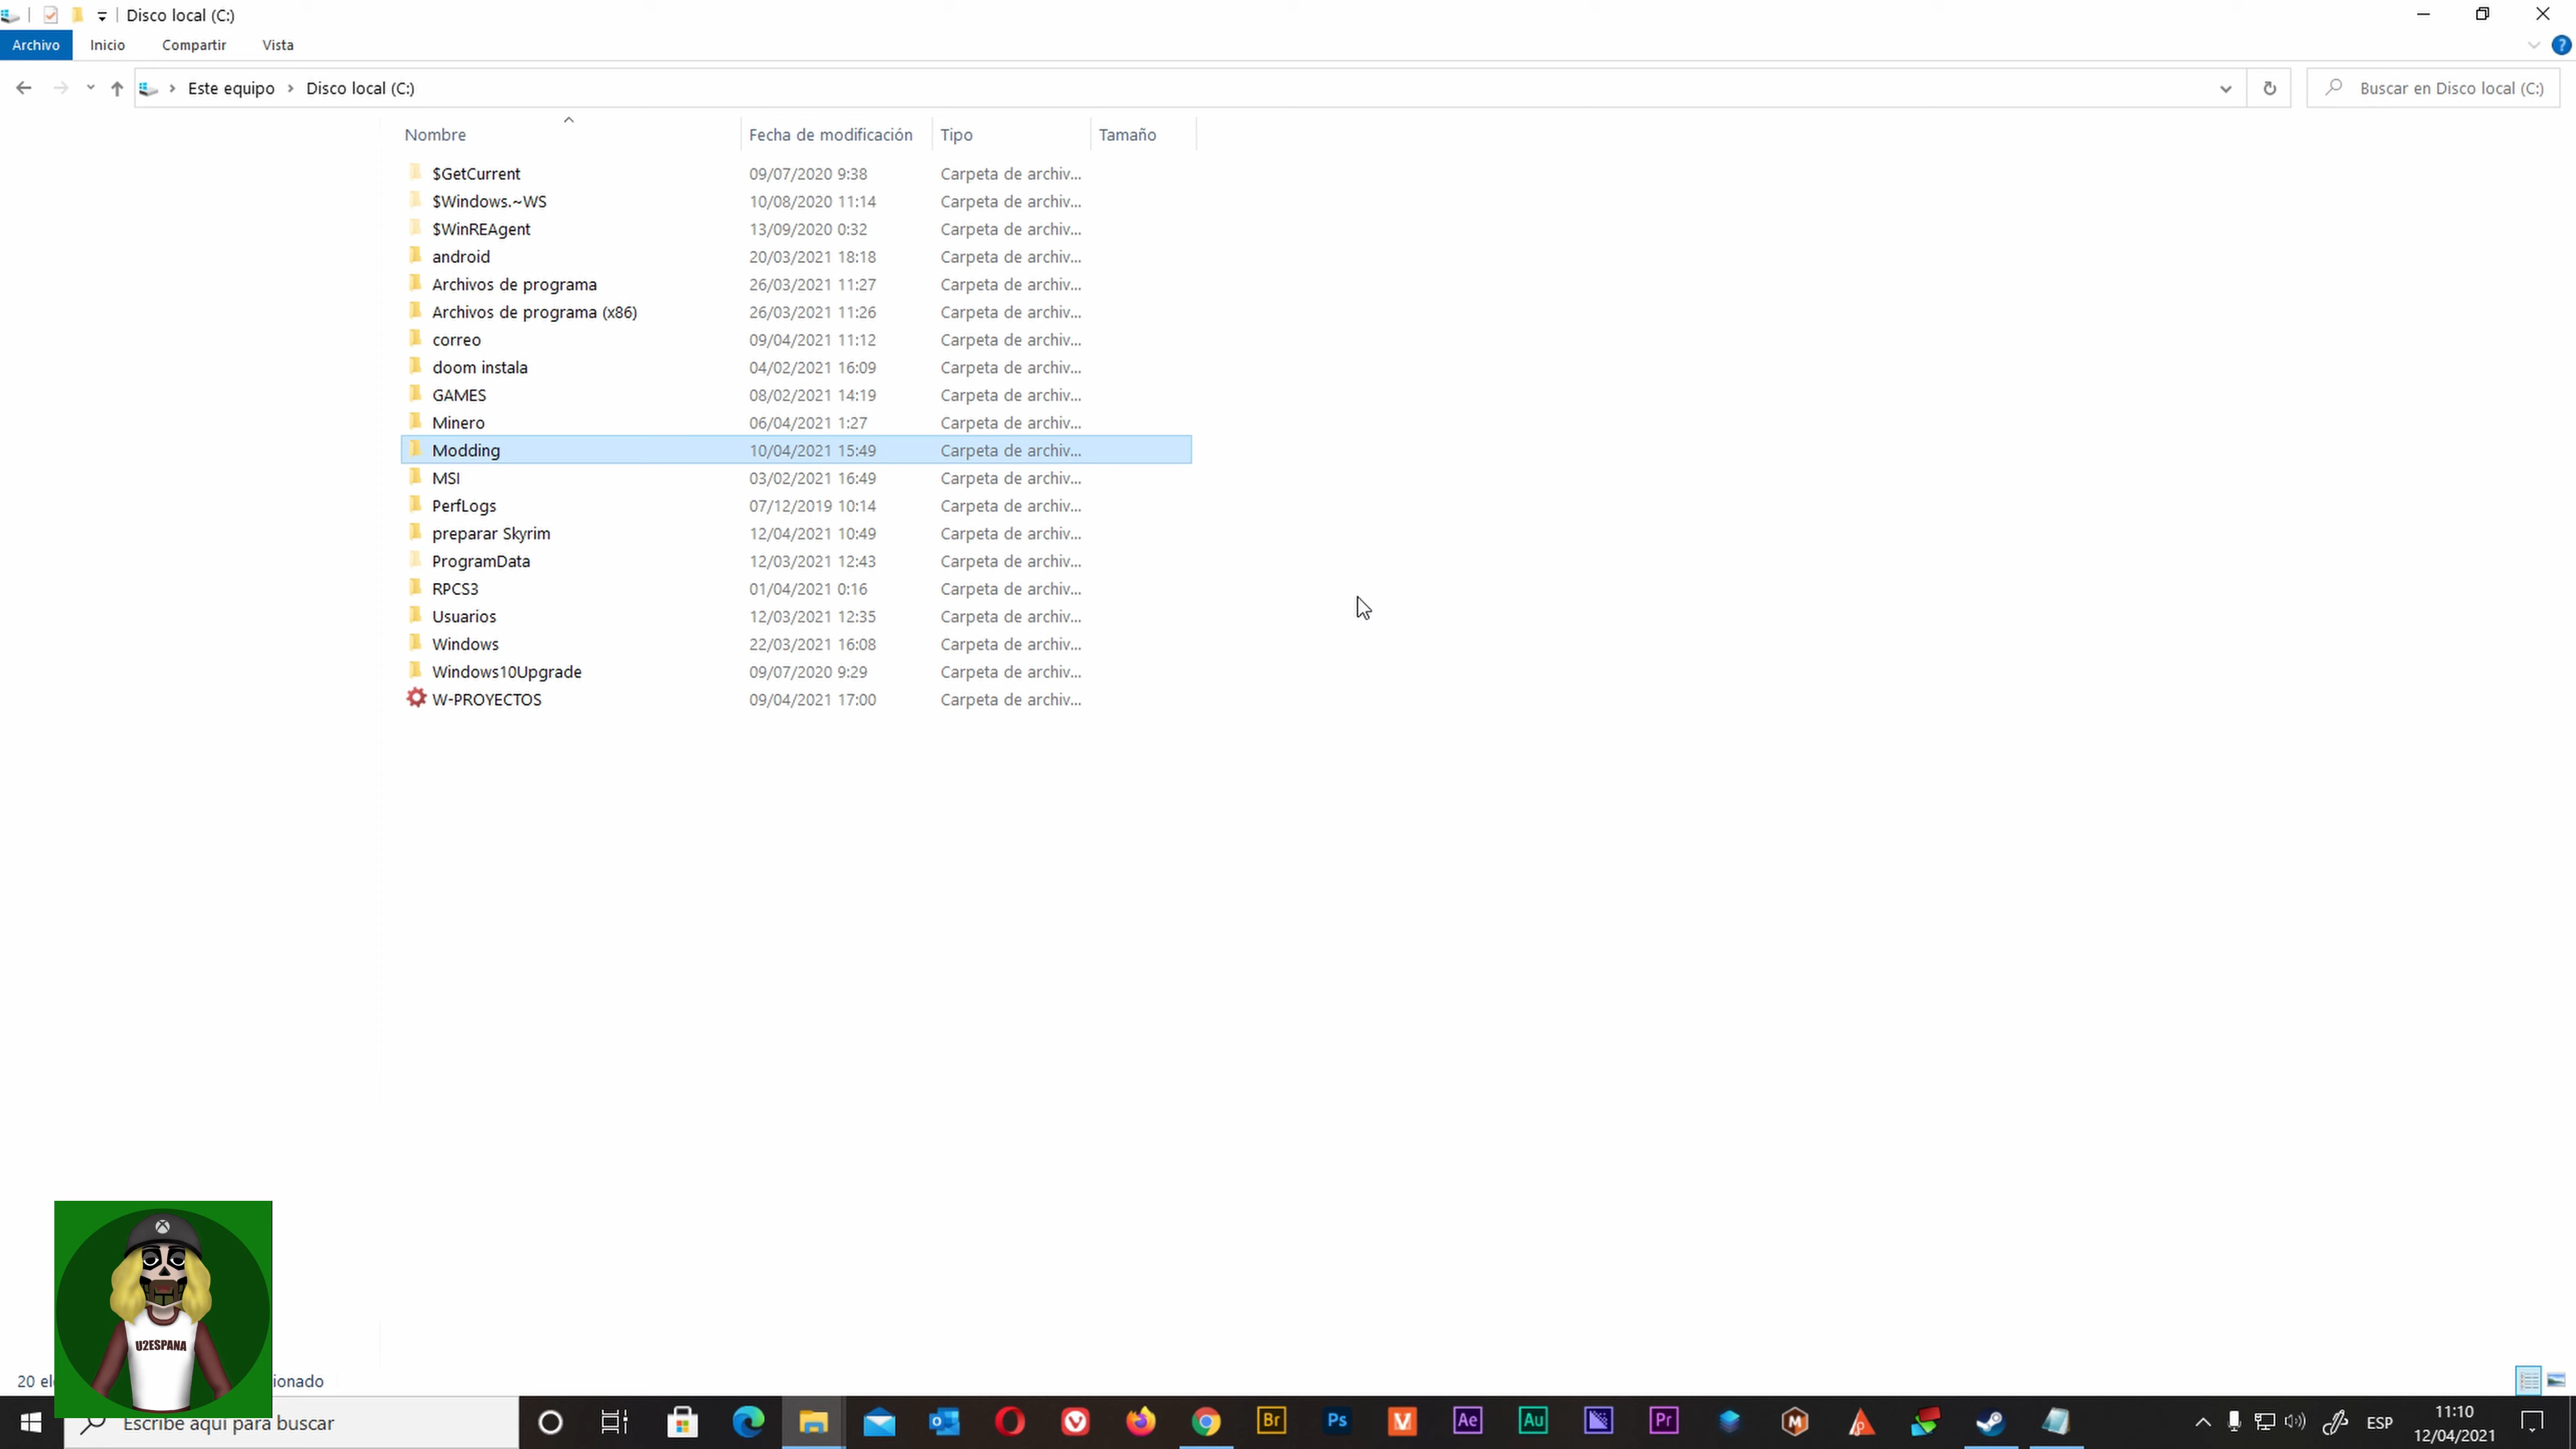 Disco local (C:)
Archivo Inicio Compartir Vista
Este equipo Disco local (C:) Buscar en Disco local (C:)
Nombre Fecha de modificación Tipo Tamaño
$GetCurrent 09/07/2020 9:38 Carpeta de archiv...
$Windows.~WS 10/08/2020 11:14 Carpeta de archiv...
$WinREAgent 13/09/2020 0:32 Carpeta de archiv...
android 20/03/2021 18:18 Carpeta de archiv...
Archivos de programa 26/03/2021 11:27 Carpeta de archiv...
Archivos de programa (x86) 26/03/2021 11:26 Carpeta de archiv...
correo 09/04/2021 11:12 Carpeta de archiv...
doom instala 04/02/2021 16:09 Carpeta de archiv...
GAMES 08/02/2021 14:19 Carpeta de archiv...
Minero 06/04/2021 1:27 Carpeta de archiv...
Modding 10/04/2021 15:49 Carpeta de archiv...
MSI 03/02/2021 16:49 Carpeta de archiv...
PerfLogs 07/12/2019 10:14 Carpeta de archiv...
preparar Skyrim 12/04/2021 10:49 Carpeta de archiv...
ProgramData 12/03/2021 12:43 Carpeta de archiv...
RPCS3 01/04/2021 0:16 Carpeta de archiv...
Usuarios 12/03/2021 12:35 Carpeta de archiv...
Windows 22/03/2021 16:08 Carpeta de archiv...
Windows10Upgrade 09/07/2020 9:29 Carpeta de archiv...
W-PROYECTOS 09/04/2021 17:00 Carpeta de archiv...
U2ESPANA
20 el ionado
Escribe aquí para buscar Br Ps Ae Au Pr ESP 11:10
12/04/2021